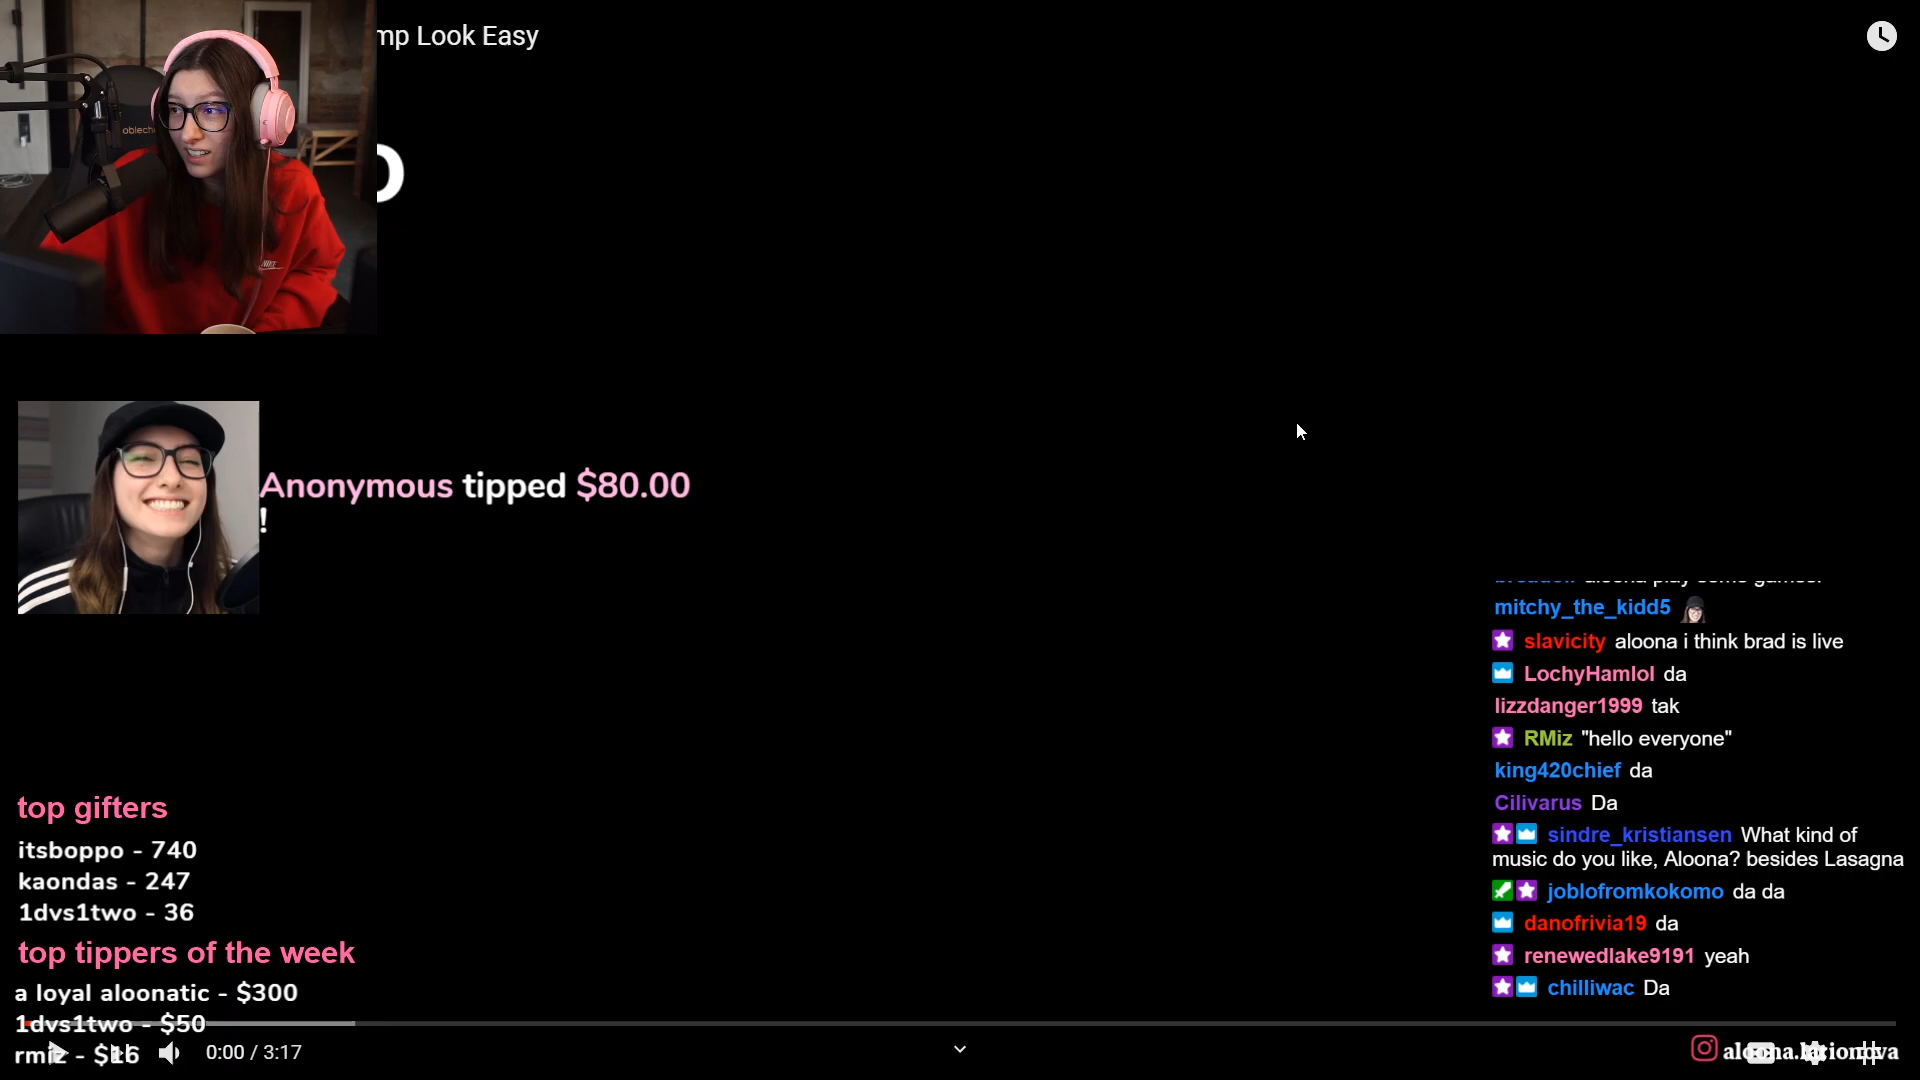 mp Look Easy
Anonymous tipped $80.00
!
mitchy_the_kidd5
slavicity aloona i think brad is live
LochyHamlol da
lizzdanger1999 tak
RMiz "hello everyone"
king420chief da
Cilivarus Da
sindre_kristiansen What kind of
music do you like, Aloona? besides Lasagna
joblofromkokomo da da
danofrivia19 da
renewedlake9191 yeah
chilliwac Da
top gifters
itsboppo - 740
kaondas - 247
1dvs1two - 36
top tippers of the week
a loyal aloonatic - $300
1dvs1two - $50
rmiz - $16
0:00 / 3:17
NIKE